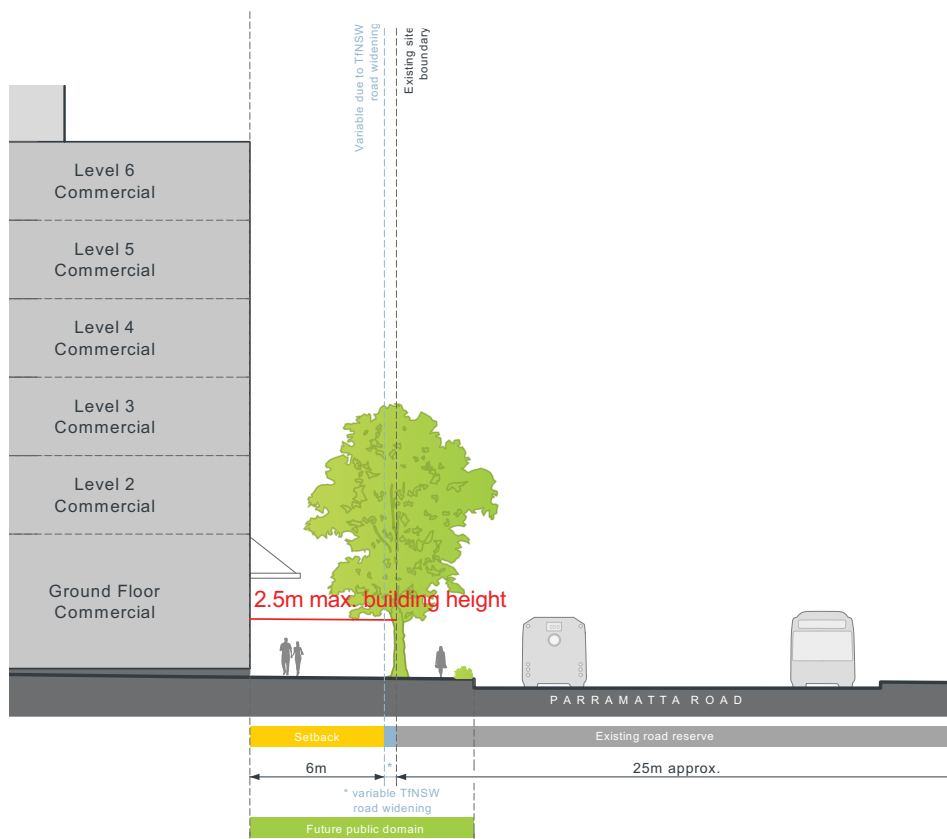 Variable due to TfNSW
road widening
Existing site
boundary
Level 6
Commercial
Level 5
Commercial
Level 4
Commercial
Level 3
Commercial
Level 2
Commercial
Ground Floor
Commercial
2.5m max. building height
PARRAMATTA ROAD
Setback
Existing road reserve
6m
*
25m approx.
* variable TfNSW
road widening
Future public domain